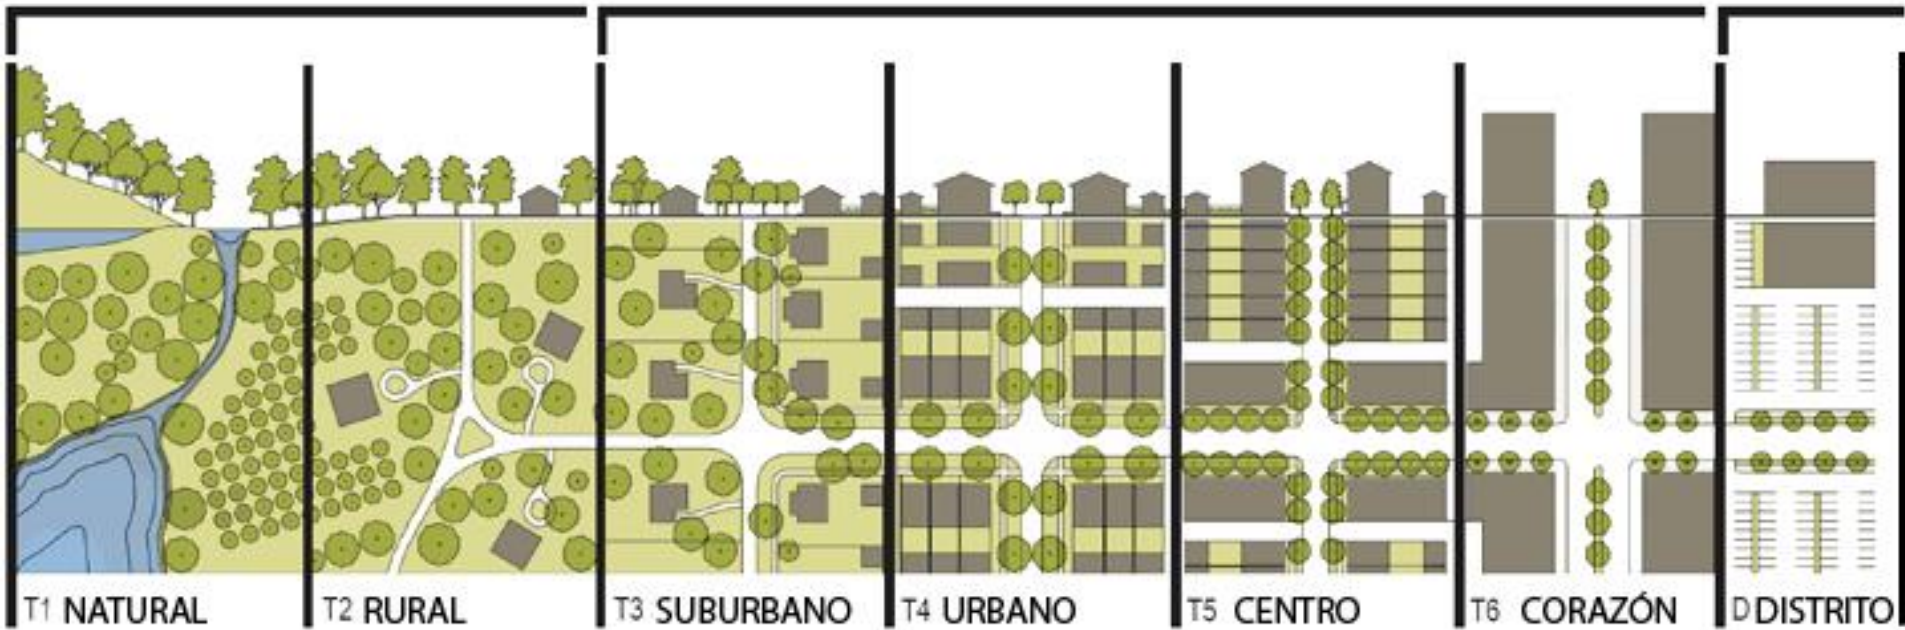 T1 NATURAL
T2 RURAL
T3 SUBURBANO
T4 URBANO
T5 CENTRO
T6 CORAZÓN
D DISTRITO